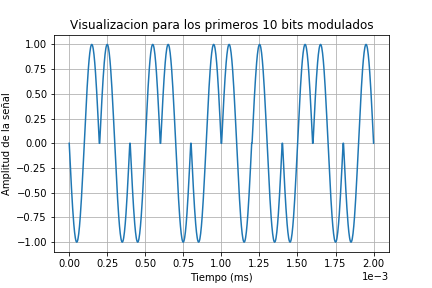 Visualizacion para los primeros 10 bits modulados
Amplitud de la señal
1.00
0.75
0.50
0.25
0.00
−0.25
−0.50
−0.75
−1.00
0.00 0.25 0.50 0.75 1.00 1.25 1.50 1.75 2.00
Tiempo (ms)
1e−3